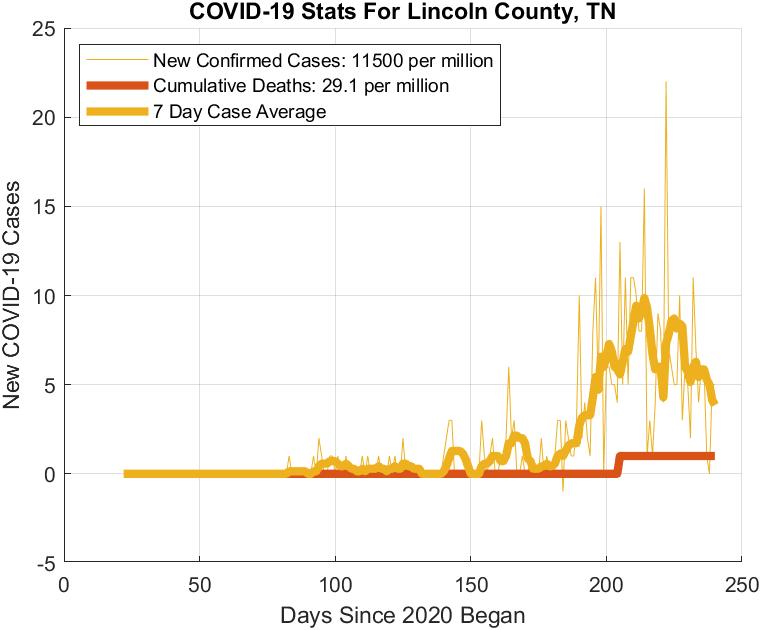 COVID-19 Stats For Lincoln County, TN
New Confirmed Cases: 11500 per million
Cumulative Deaths: 29.1 per million
7 Day Case Average
New COVID-19 Cases
25
20
15
10
5
0
-5
0 50 100 150 200 250
Days Since 2020 Began